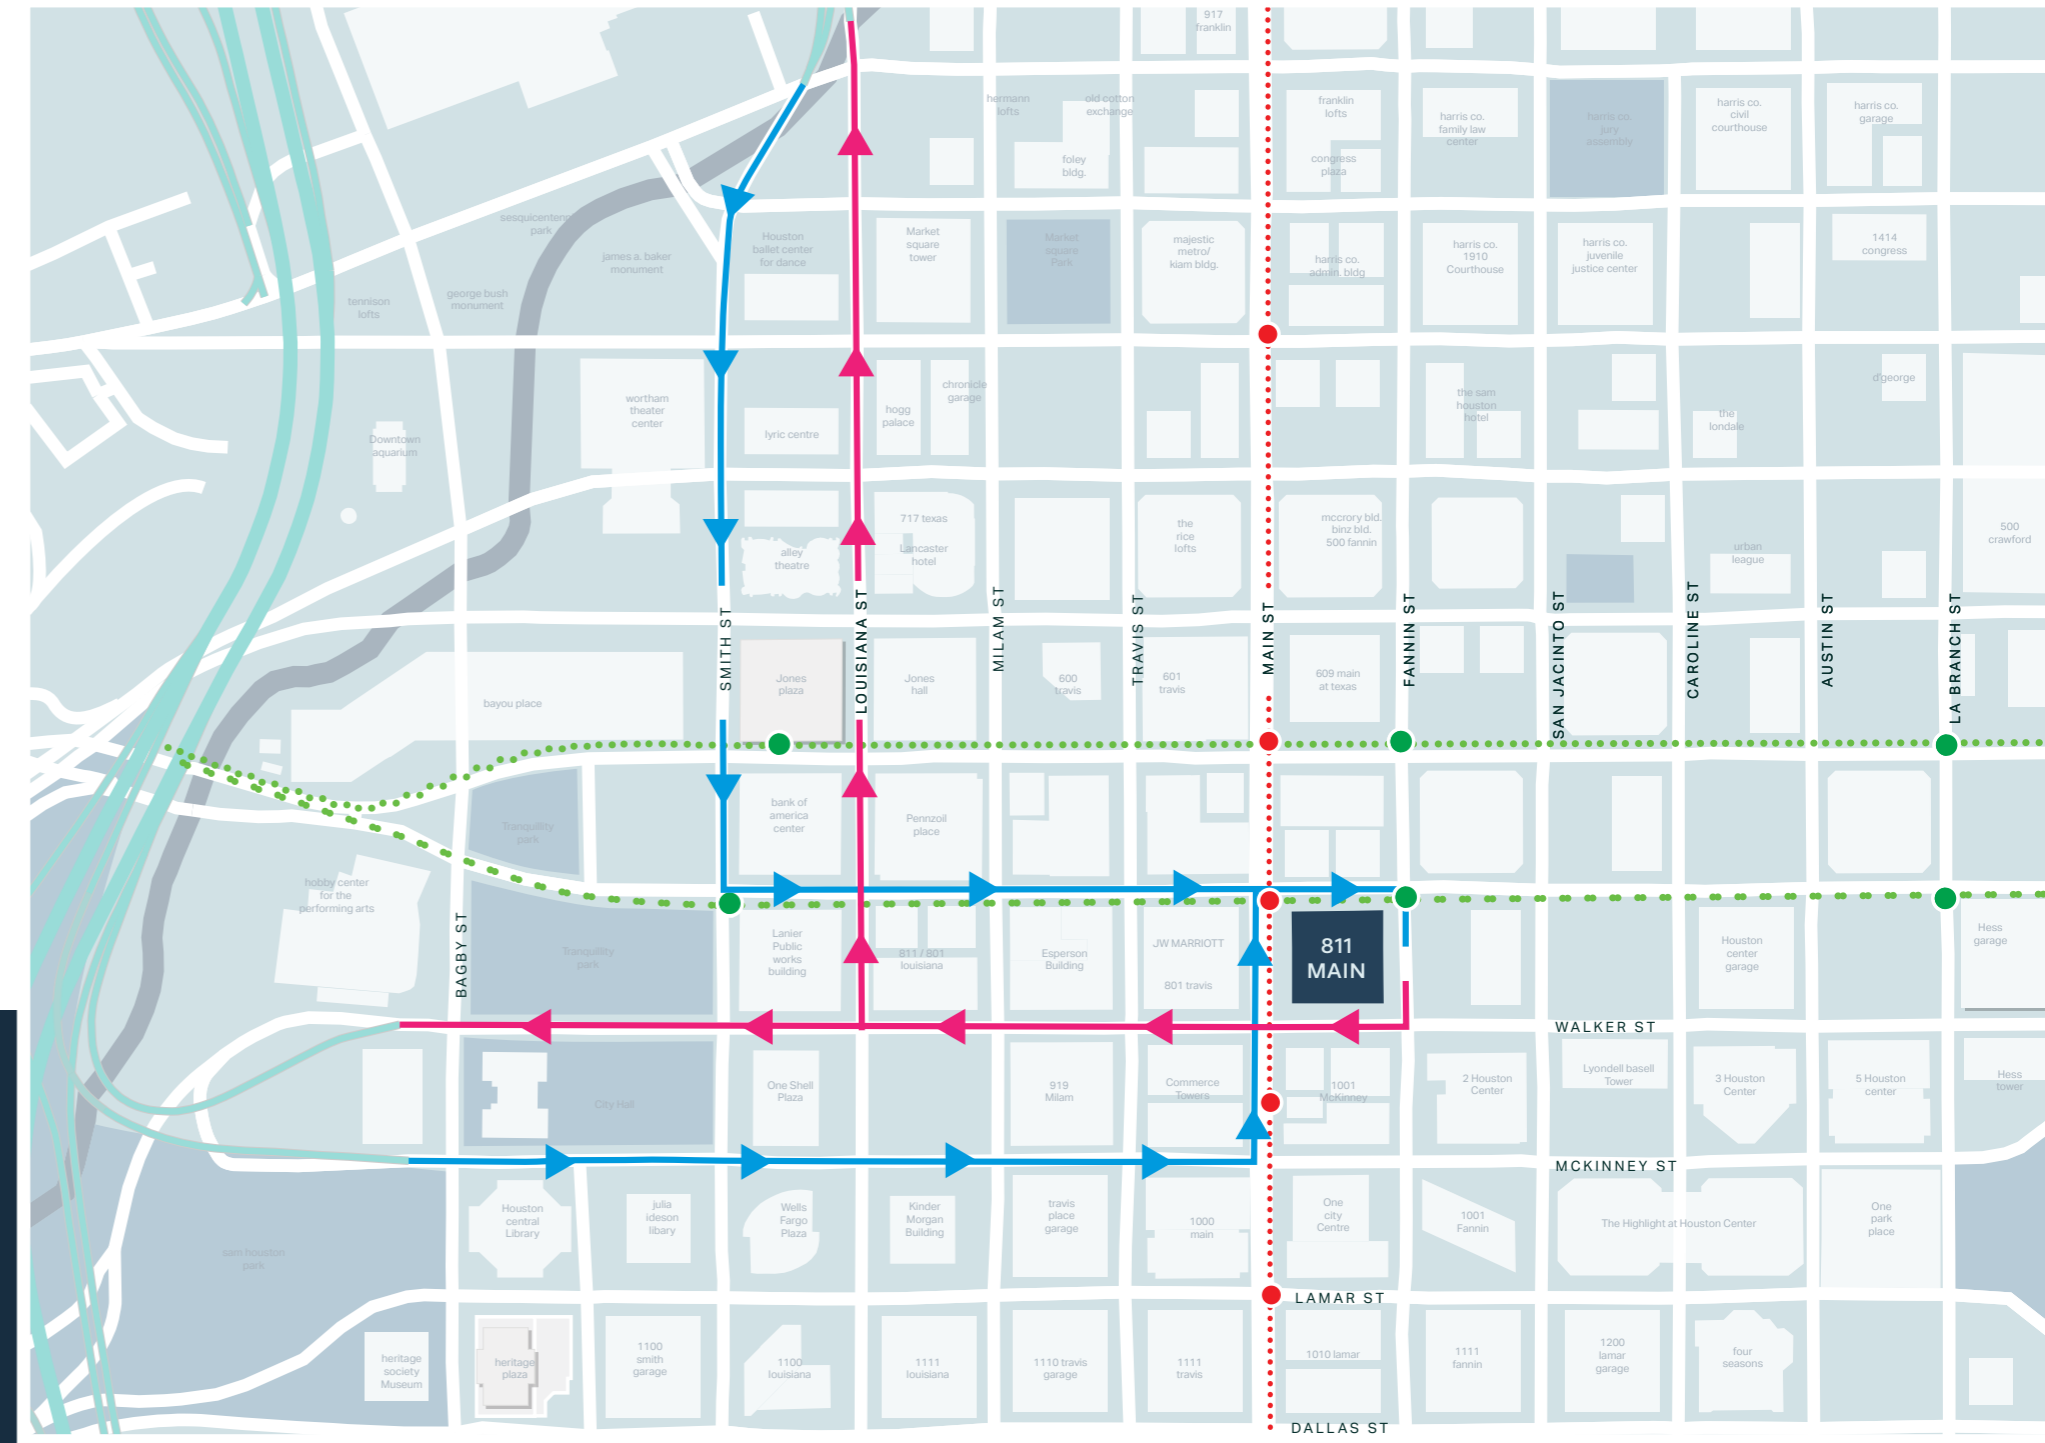 917
franklin
hermann
lofts
old cotton
exchange
franklin
lofts
harris co.
family law
center
harris co.
jury
assembly
harris co.
civil
courthouse
harris co.
garage
foley
bldg.
congress
plaza
sesquicentens
park
james a. baker
monument
Houston
ballet center
for dance
Market
square
tower
Market
square
Park
majestic
metro/
kiam bldg.
harris co.
admin. bldg
harris co.
1910
Courthouse
harris co.
juvenile
justice center
1414
congress
tennison
lofts
george bush
monument
wortham
theater
center
lyric centre
hogg
palace
chronicle
garage
the sam
houston
hotel
the
londale
d'george
Downtown
aquarium
alley
theatre
717 texas
Lancaster
hotel
the
rice
lofts
mccrory bld.
binz bld.
500 fannin
urban
league
500
crawford
SMITH ST
LOUISIANA ST
MILAM ST
TRAVIS ST
MAIN ST
FANNIN ST
SAN JACINTO ST
CAROLINE ST
AUSTIN ST
LA BRANCH ST
bayou place
Jones
plaza
Jones
hall
600
travis
601
travis
609 main
at texas
Tranquility
park
bank of
america
center
Pennzoil
place
hobby center
for the
performing arts
BAGBY ST
Tranquility
park
Lanier
Public
works
building
811 / 801
louisiana
Esperson
Building
JW MARRIOTT
801 travis
811
MAIN
Houston
center
garage
Hess
garage
WALKER ST
City Hall
One Shell
Plaza
919
Milam
Commerce
Towers
1001
McKinney
2 Houston
Center
Lyondell basell
Tower
3 Houston
Center
5 Houston
center
Hess
tower
MCKINNEY ST
sam houston
park
Houston
central
Library
julia
ideson
libary
Wells
Fargo
Plaza
Kinder
Morgan
Building
travis
place
garage
1000
main
One
city
Centre
1001
Fannin
The Highlight at Houston Center
One
park
place
LAMAR ST
heritage
society
Museum
heritage
plaza
1100
smith
garage
1100
louisiana
1111
louisiana
1110 travis
garage
1111
travis
1010 lamar
1111
fannin
1200
lamar
garage
four
seasons
DALLAS ST